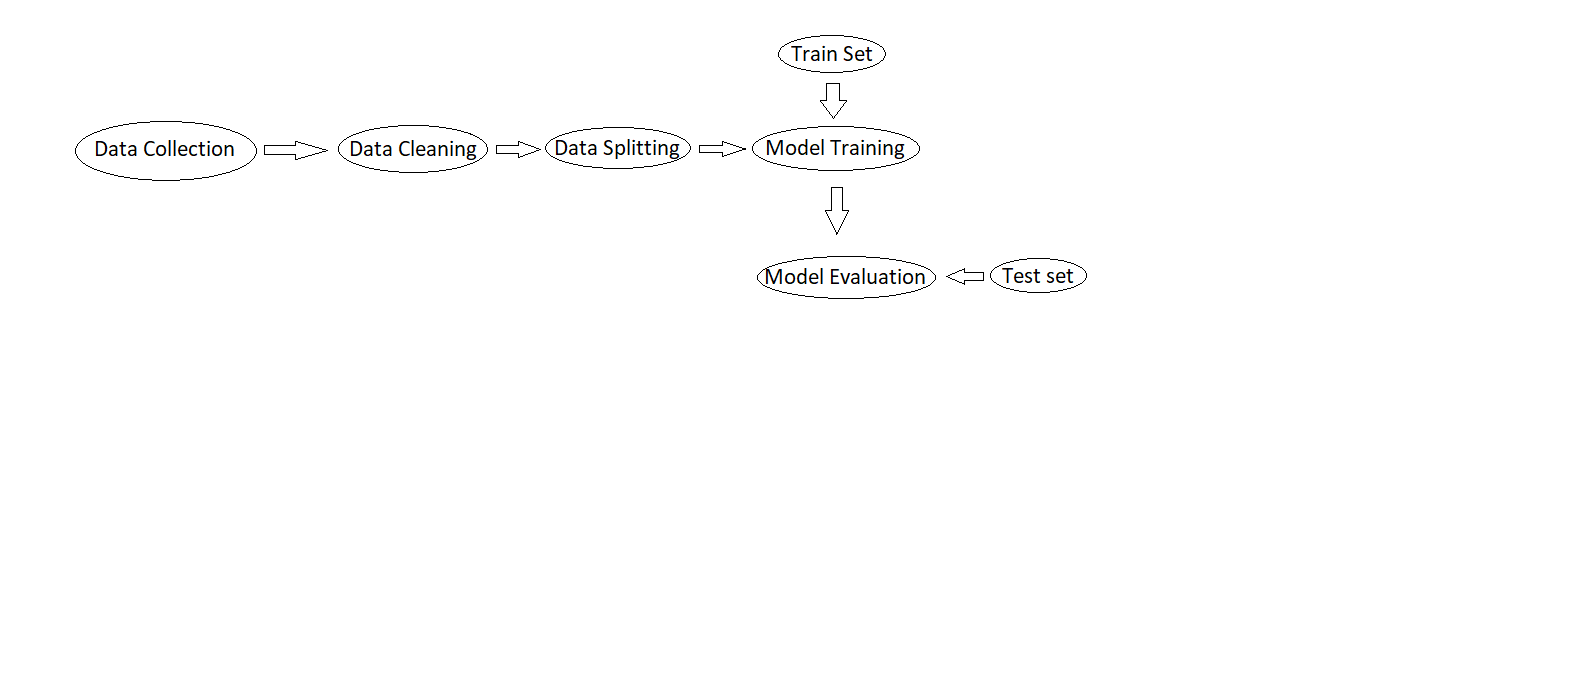 Train Set
Data Collection
Data Cleaning
Data Splitting
Model Training
Model Evaluation
Test set